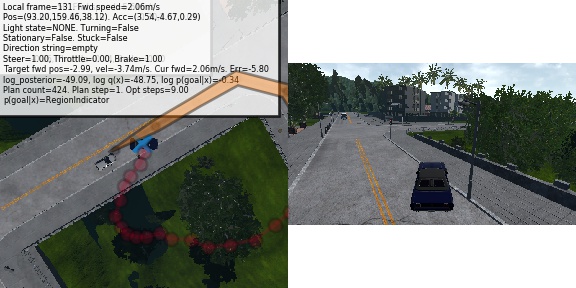 Local frame=131. Fwd speed=2.06m/s
Pos=(93.20,159.46,38.12). Acc=(3.54,-4.67,0.29)
Light state=NONE. Turning=False
Stationary=False. Stuck=False
Direction string=empty
Steer=1.00, Throttle=0.00, Brake=1.00
Target fwd pos=-2.99, vel=-3.74m/s. Cur fwd=2.06m/s. Err=-5.80
log_posterior=-49.09, log q(x)=-48.75, log p(goal|x)=-0.34
Plan count=424. Plan step=1. Opt steps=9.00
p(goal|x)=RegionIndicator